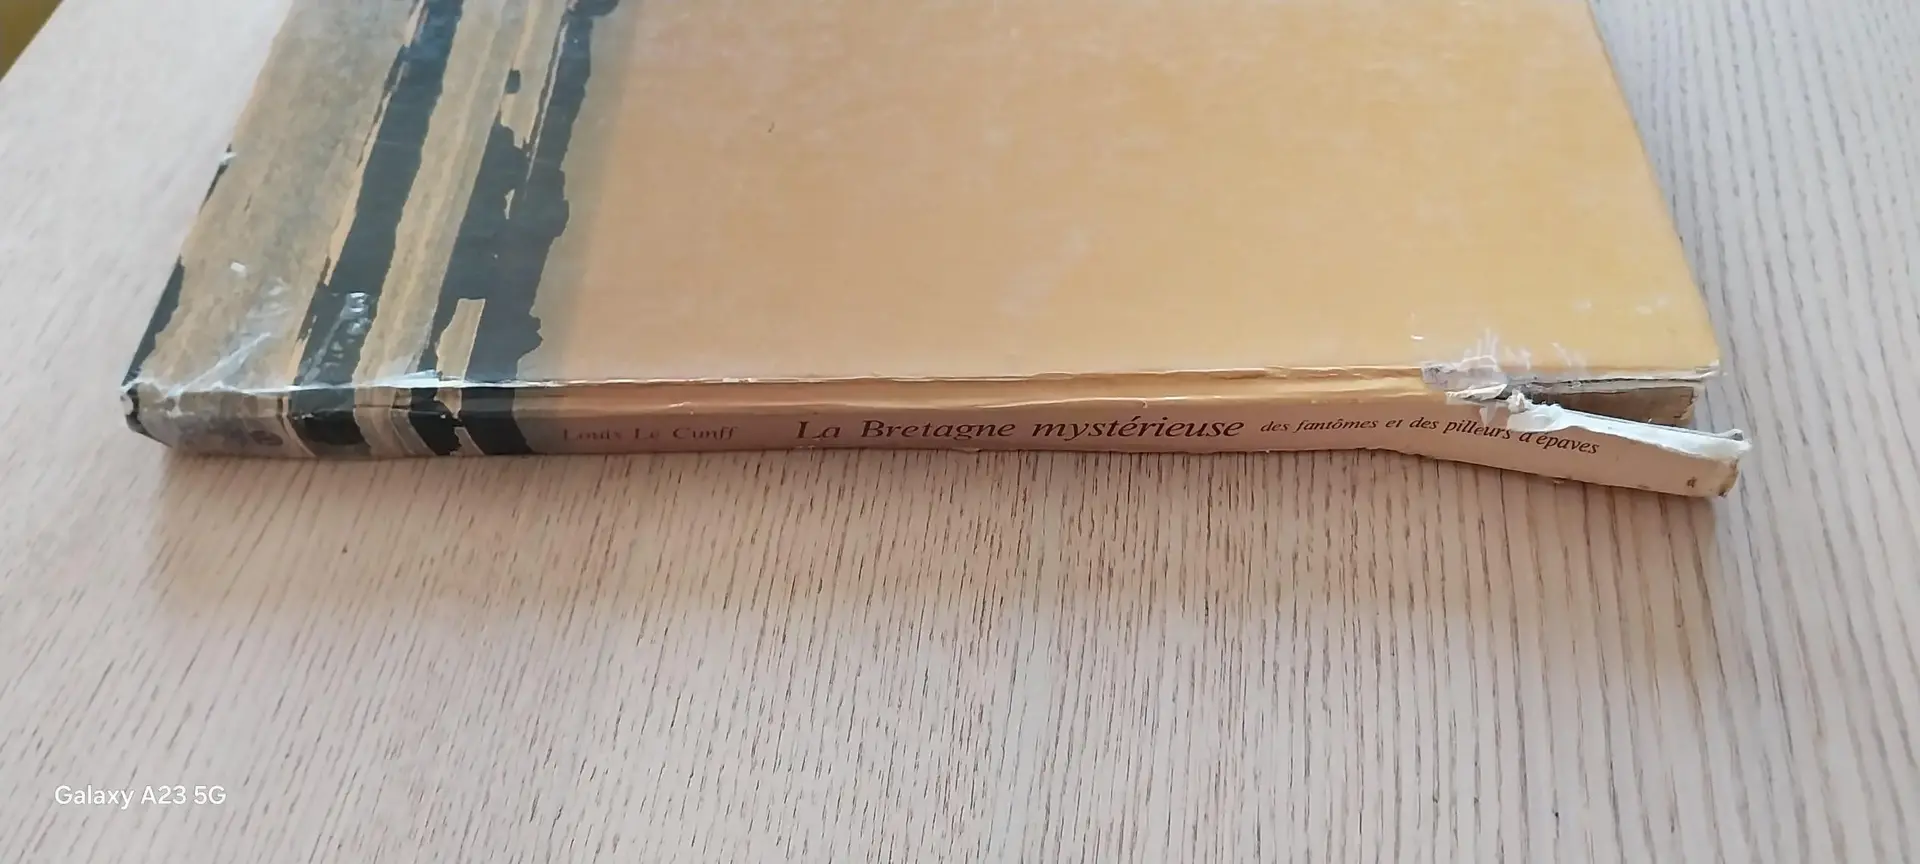 Louis Le Cunff La Bretagne mystérieuse des fantômes et des pilleurs d'épaves
Galaxy A23 5G